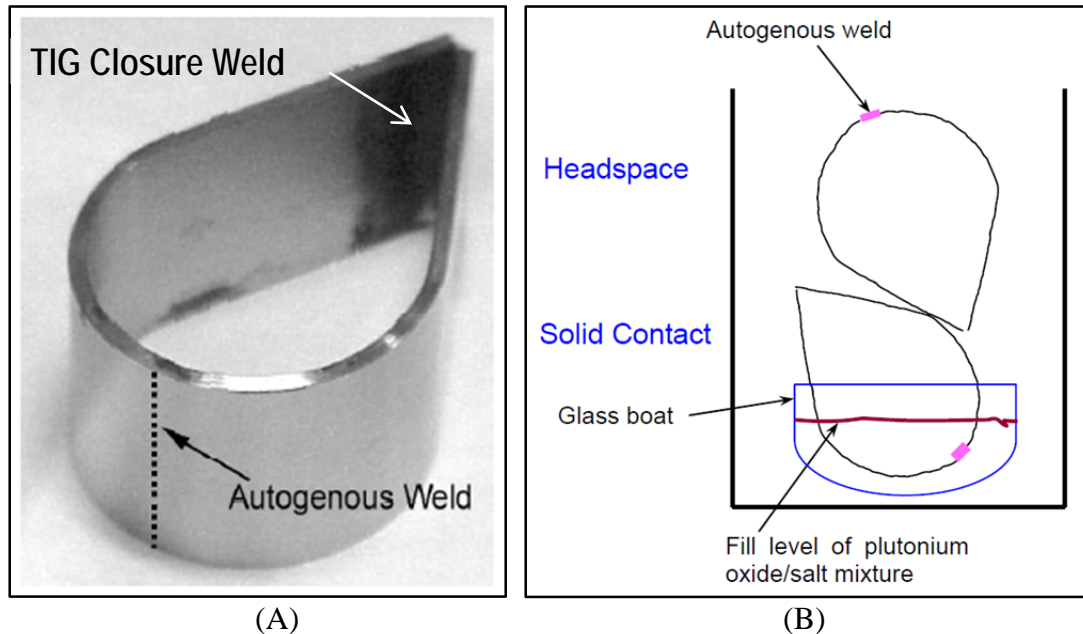 TIG Closure Weld
Autogenous Weld
(A)
Autogenous weld
Headspace
Solid Contact
Glass boat
Fill level of plutonium
oxide/salt mixture
(B)